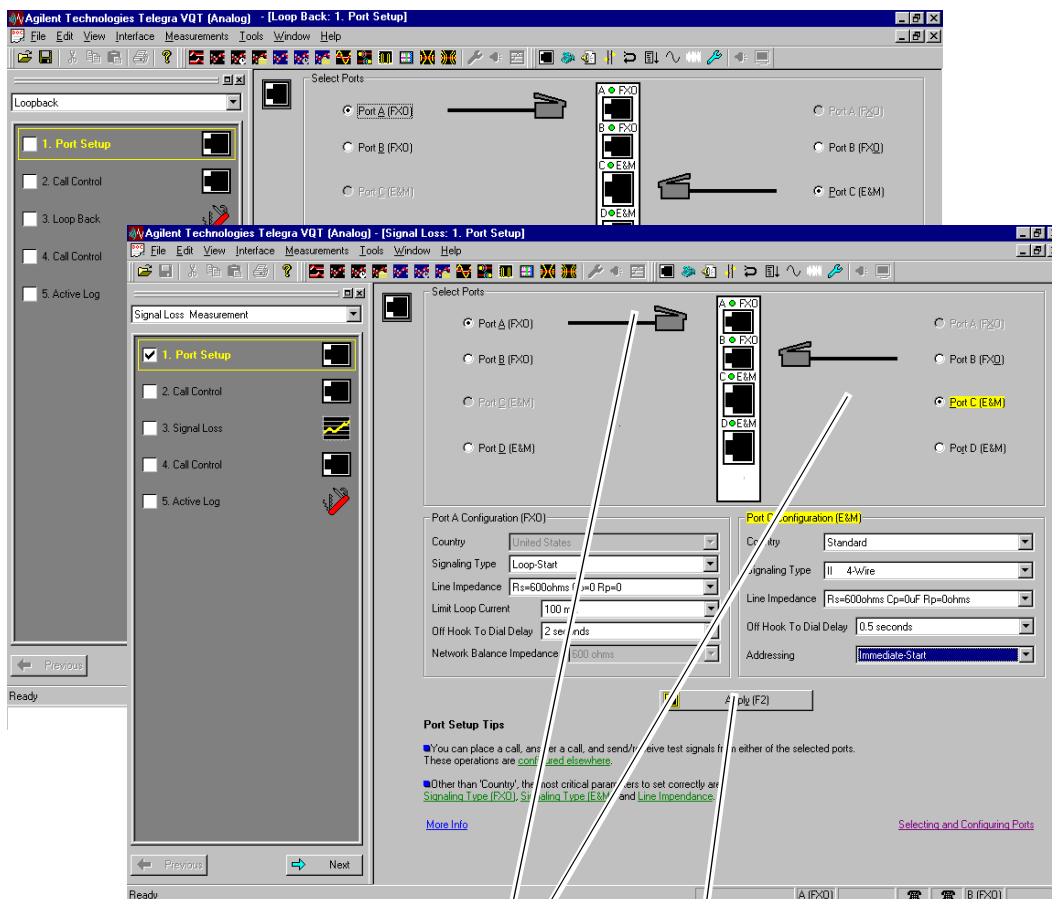 Agilent Technologies Telegra VQT (Analog) - [Loop Back: 1. Port Setup]
File Edit View Interface Measurements Tools Window Help
Loopback
1. Port Setup
2. Call Control
3. Loop Back
4. Call Control
5. Active Log
Previous
Ready
Select Ports
Port A (FXO)
Port B (FXO)
Port C (E&M)
A FXO
B FXO
C E&M
D E&M
Port A (FXO)
Port B (FXO)
Port C (E&M)
Agilent Technologies Telegra VQT (Analog) - [Signal Loss: 1. Port Setup]
File Edit View Interface Measurements Tools Window Help
Signal Loss Measurement
1. Port Setup
2. Call Control
3. Signal Loss
4. Call Control
5. Active Log
Previous
Next
Select Ports
Port A (FXO)
Port B (FXO)
Port C (E&M)
Port D (E&M)
A FXO
B FXO
C E&M
D E&M
Port A (FXO)
Port B (FXO)
Port C (E&M)
Port D (E&M)
Port A Configuration (FXO)
Country United States
Signaling Type Loop-Start
Line Impedance Rs=600ohms Cp=0 Rp=0
Limit Loop Current 100
Off Hook To Dial Delay 2 seconds
Network Balance Impedance 600 ohms
Port C Configuration (E&M)
Country Standard
Signaling Type II 4-Wire
Line Impedance Rs=600ohms Cp=0uF Rp=0ohms
Off Hook To Dial Delay 0.5 seconds
Addressing Immediate-Start
Apply (F2)
Port Setup Tips
You can place a call, answer a call, and send/receive test signals from either of the selected ports.
These operations are configured elsewhere.
Other than 'Country', the most critical parameters to set correctly are
Signaling Type (FXO), Signaling Type (E&M) and Line Impendance.
More Info
Selecting and Configuring Ports
Ready
A (FXO)
B (FXO)